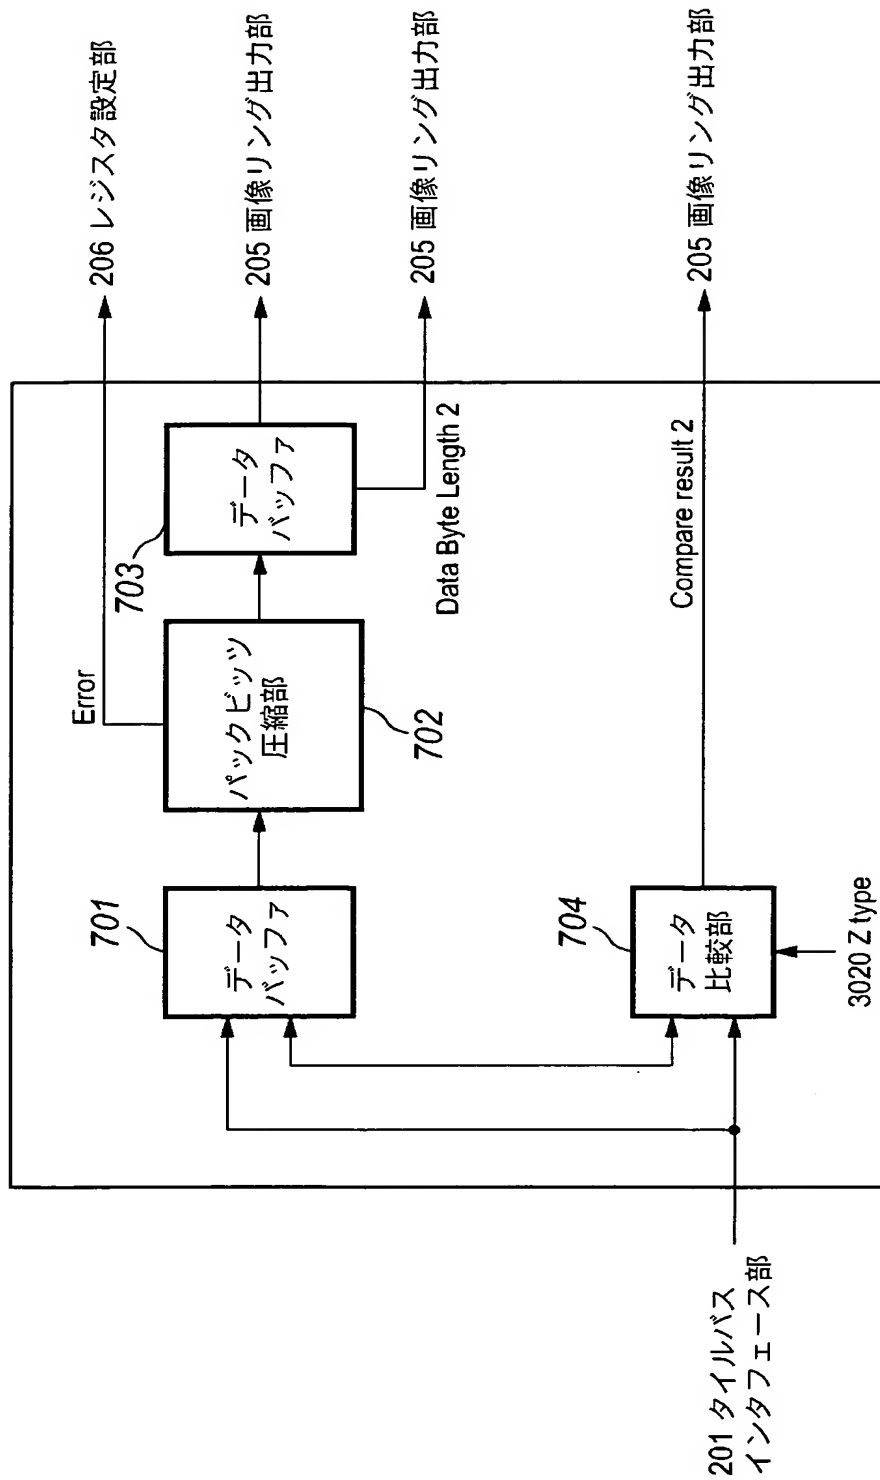 206 レジスタ設定部
205 画像リング出力部
205 画像リング出力部
205 画像リング出力部
Error
703
データ
バッファ
Data Byte Length 2
Compare result 2
パックビッツ
圧縮部
702
701
データ
バッファ
704
データ
比較部
3020 Z type
201 タイルバス
インタフェース部